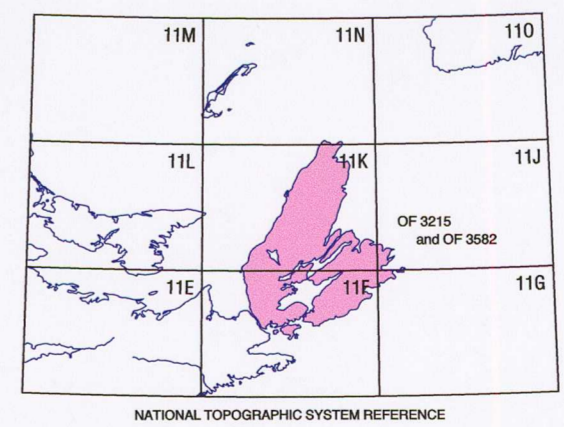 11M
11N
11O
11L
11K
11J
OF 3215
and OF 3582
11E
11F
11G
NATIONAL TOPOGRAPHIC SYSTEM REFERENCE